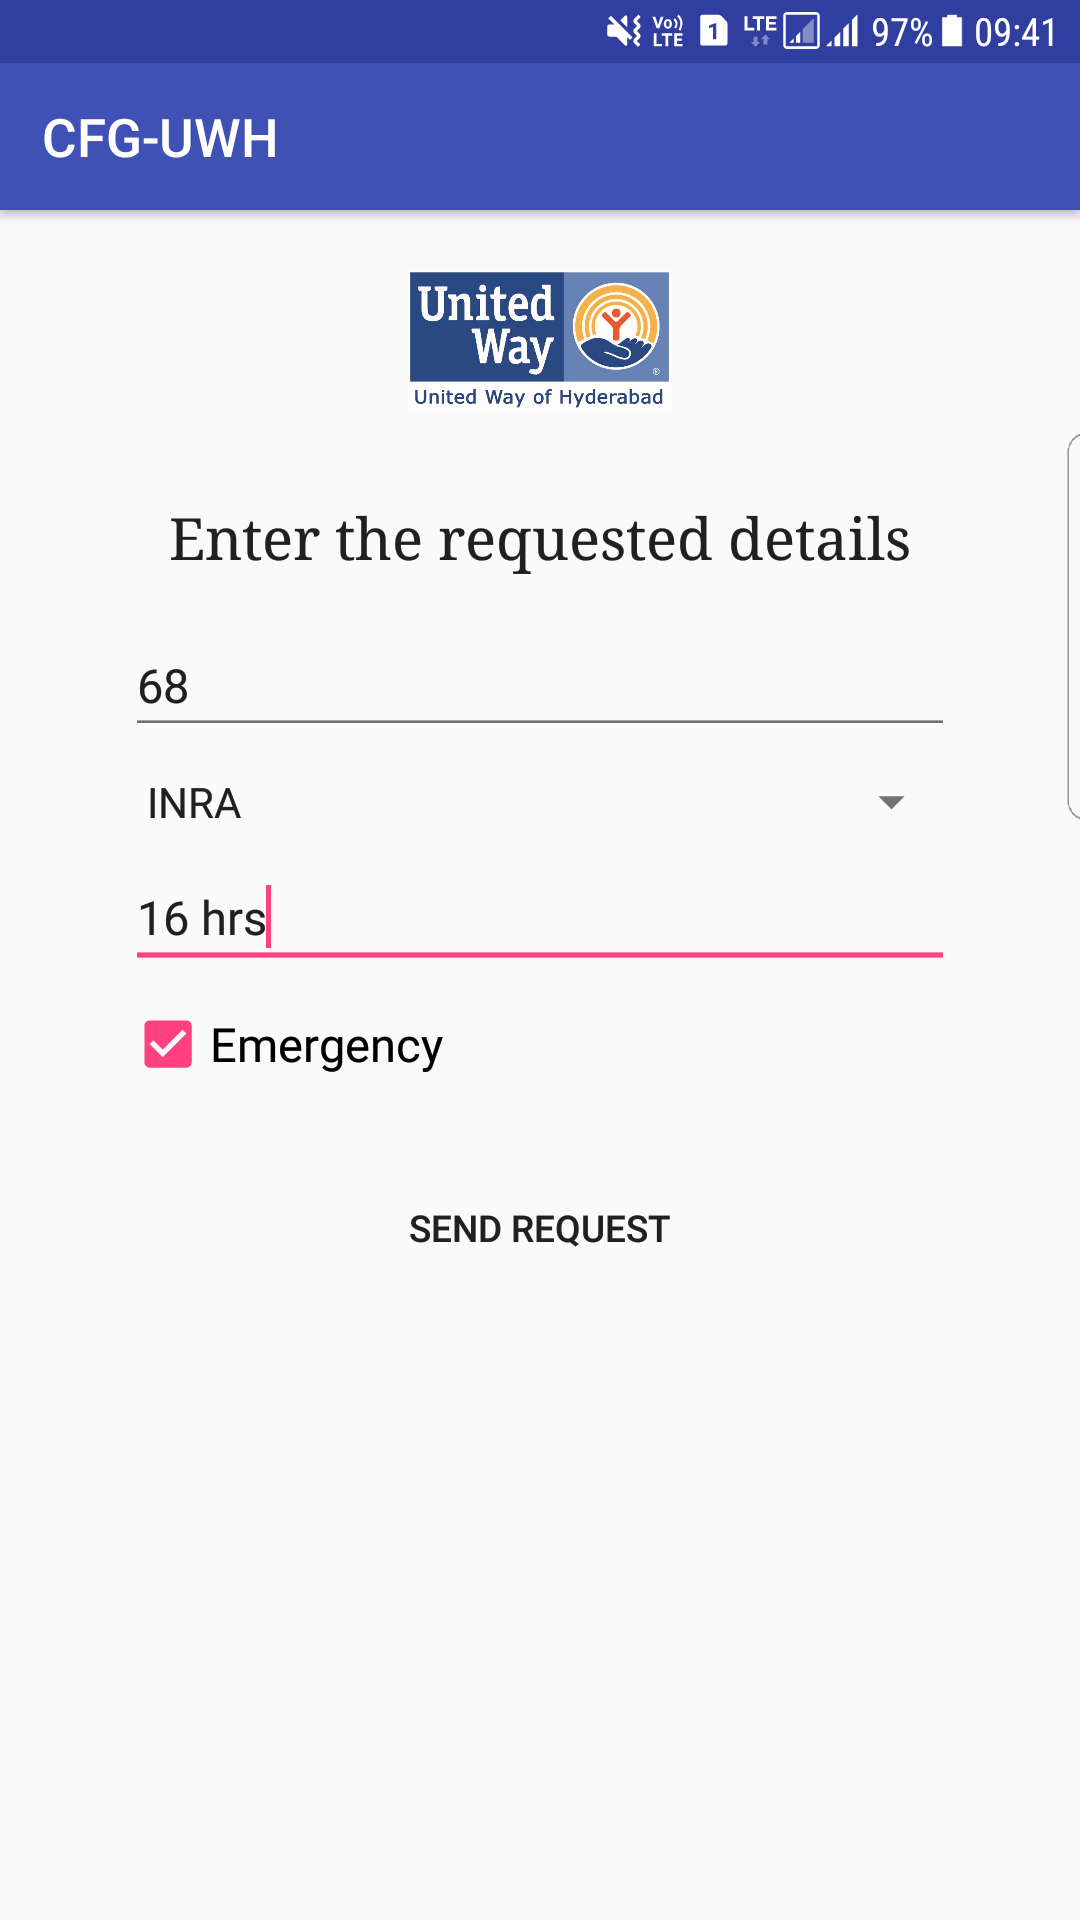 Vo)) LTE 1 LTE 97% 09:41
CFG-UWH
United
Way
®
United Way of Hyderabad
Enter the requested details
68
INRA
16 hrs
Emergency
SEND REQUEST